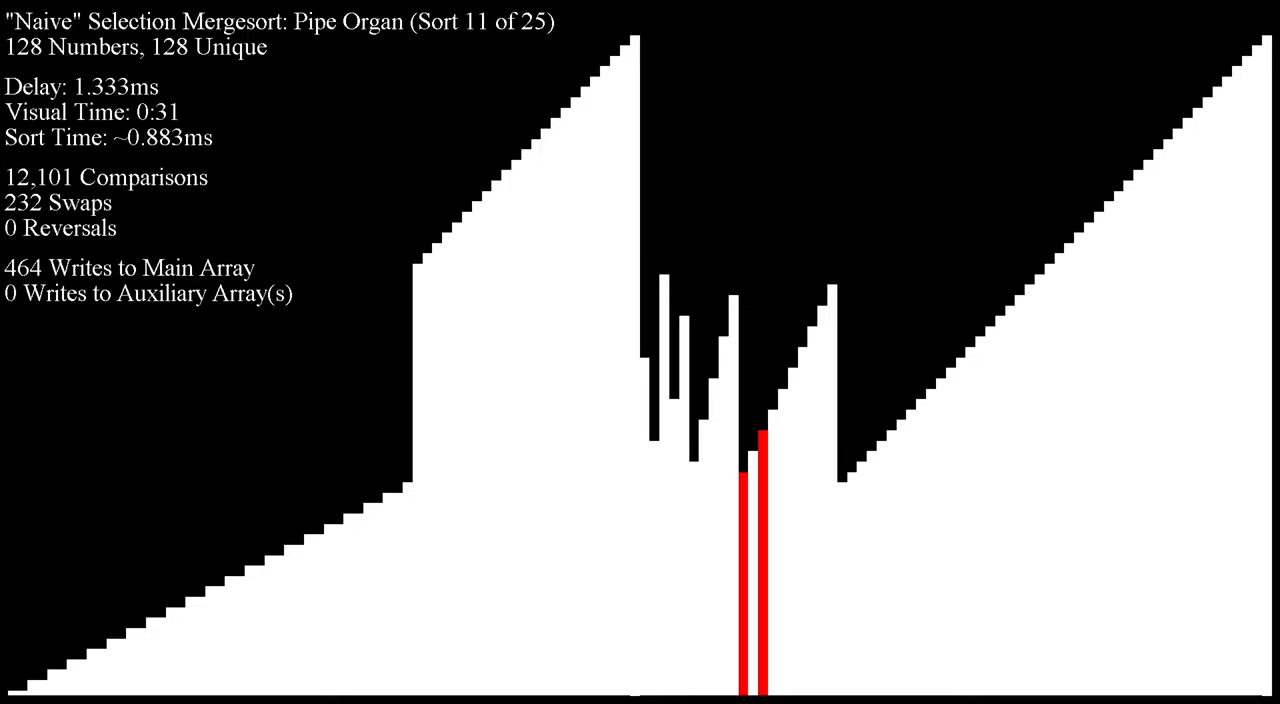 "Naive" Selection Mergesort: Pipe Organ (Sort 11 of 25)
128 Numbers, 128 Unique
Delay: 1.333ms
Visual Time: 0:31
Sort Time: ~0.883ms
12,101 Comparisons
232 Swaps
0 Reversals
464 Writes to Main Array
0 Writes to Auxiliary Array(s)